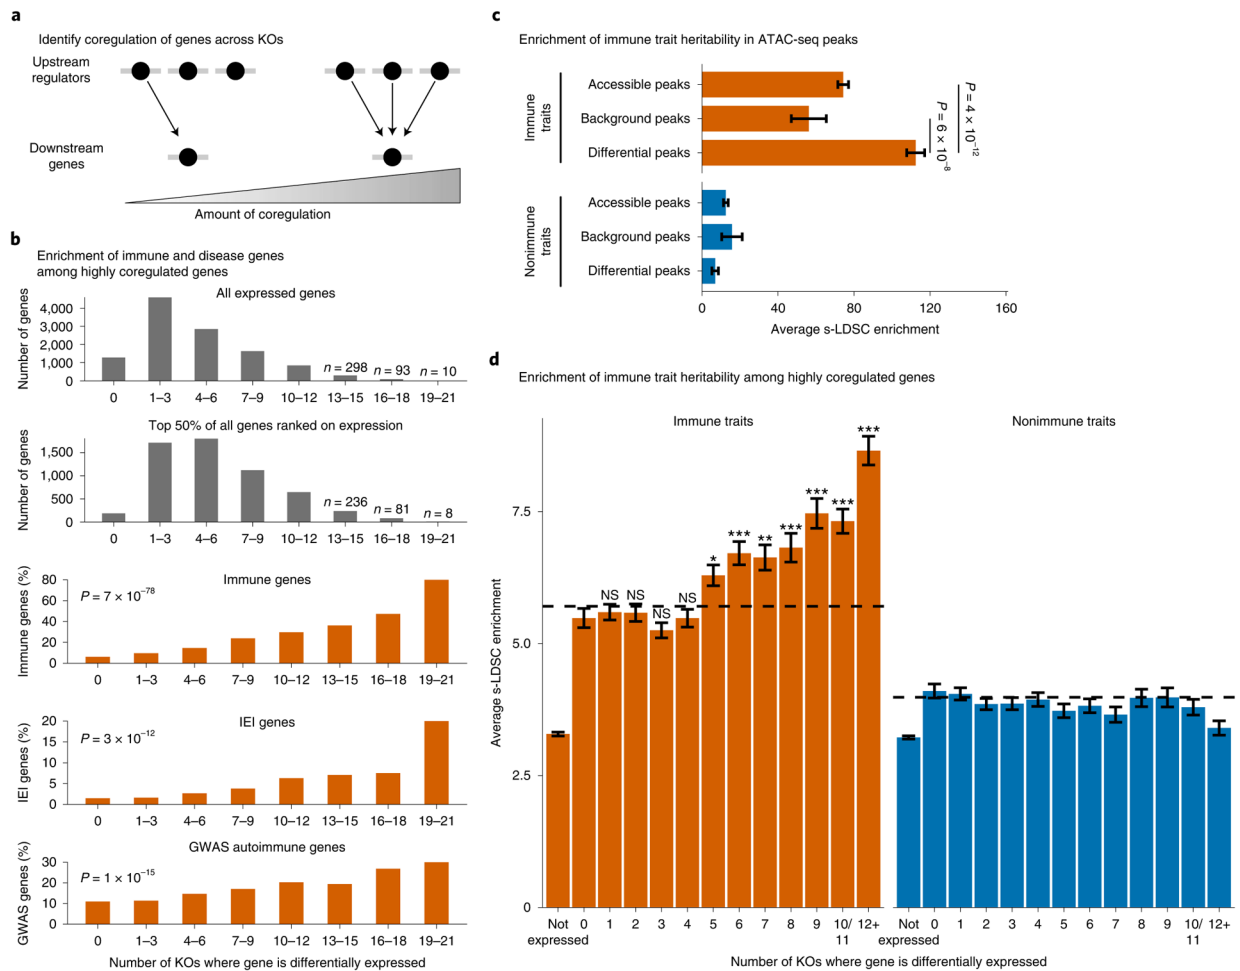 a
Identify coregulation of genes across KOs
Upstream
regulators
Downstream
genes
Amount of coregulation
b
Enrichment of immune and disease genes
among highly coregulated genes
All expressed genes
Number of genes
4,000
3,000
2,000
1,000
0
n = 298 n = 93 n = 10
0 1–3 4–6 7–9 10–12 13–15 16–18 19–21
Top 50% of all genes ranked on expression
Number of genes
1,500
1,000
500
0
n = 236 n = 81 n = 8
0 1–3 4–6 7–9 10–12 13–15 16–18 19–21
Immune genes
Immune genes (%)
P = 7 × 10⁻⁷⁸
80
60
40
20
0
0 1–3 4–6 7–9 10–12 13–15 16–18 19–21
IEI genes
IEI genes (%)
P = 3 × 10⁻¹²
20
15
10
5
0
0 1–3 4–6 7–9 10–12 13–15 16–18 19–21
GWAS autoimmune genes
GWAS genes (%)
P = 1 × 10⁻¹⁵
30
20
10
0
0 1–3 4–6 7–9 10–12 13–15 16–18 19–21
Number of KOs where gene is differentially expressed
c
Enrichment of immune trait heritability in ATAC-seq peaks
Immune
traits
Accessible peaks
Background peaks
Differential peaks
P = 6 × 10⁻⁸
P = 4 × 10⁻¹²
Nonimmune
traits
Accessible peaks
Background peaks
Differential peaks
0 40 80 120 160
Average s-LDSC enrichment
d
Enrichment of immune trait heritability among highly coregulated genes
Immune traits
Nonimmune traits
Average s-LDSC enrichment
7.5
5.0
2.5
0
NS NS NS NS * *** ** *** *** *** ***
Not
expressed
0 1 2 3 4 5 6 7 8 9 10/
11
12+
Not
expressed
0 1 2 3 4 5 6 7 8 9 10/
11
12+
Number of KOs where gene is differentially expressed